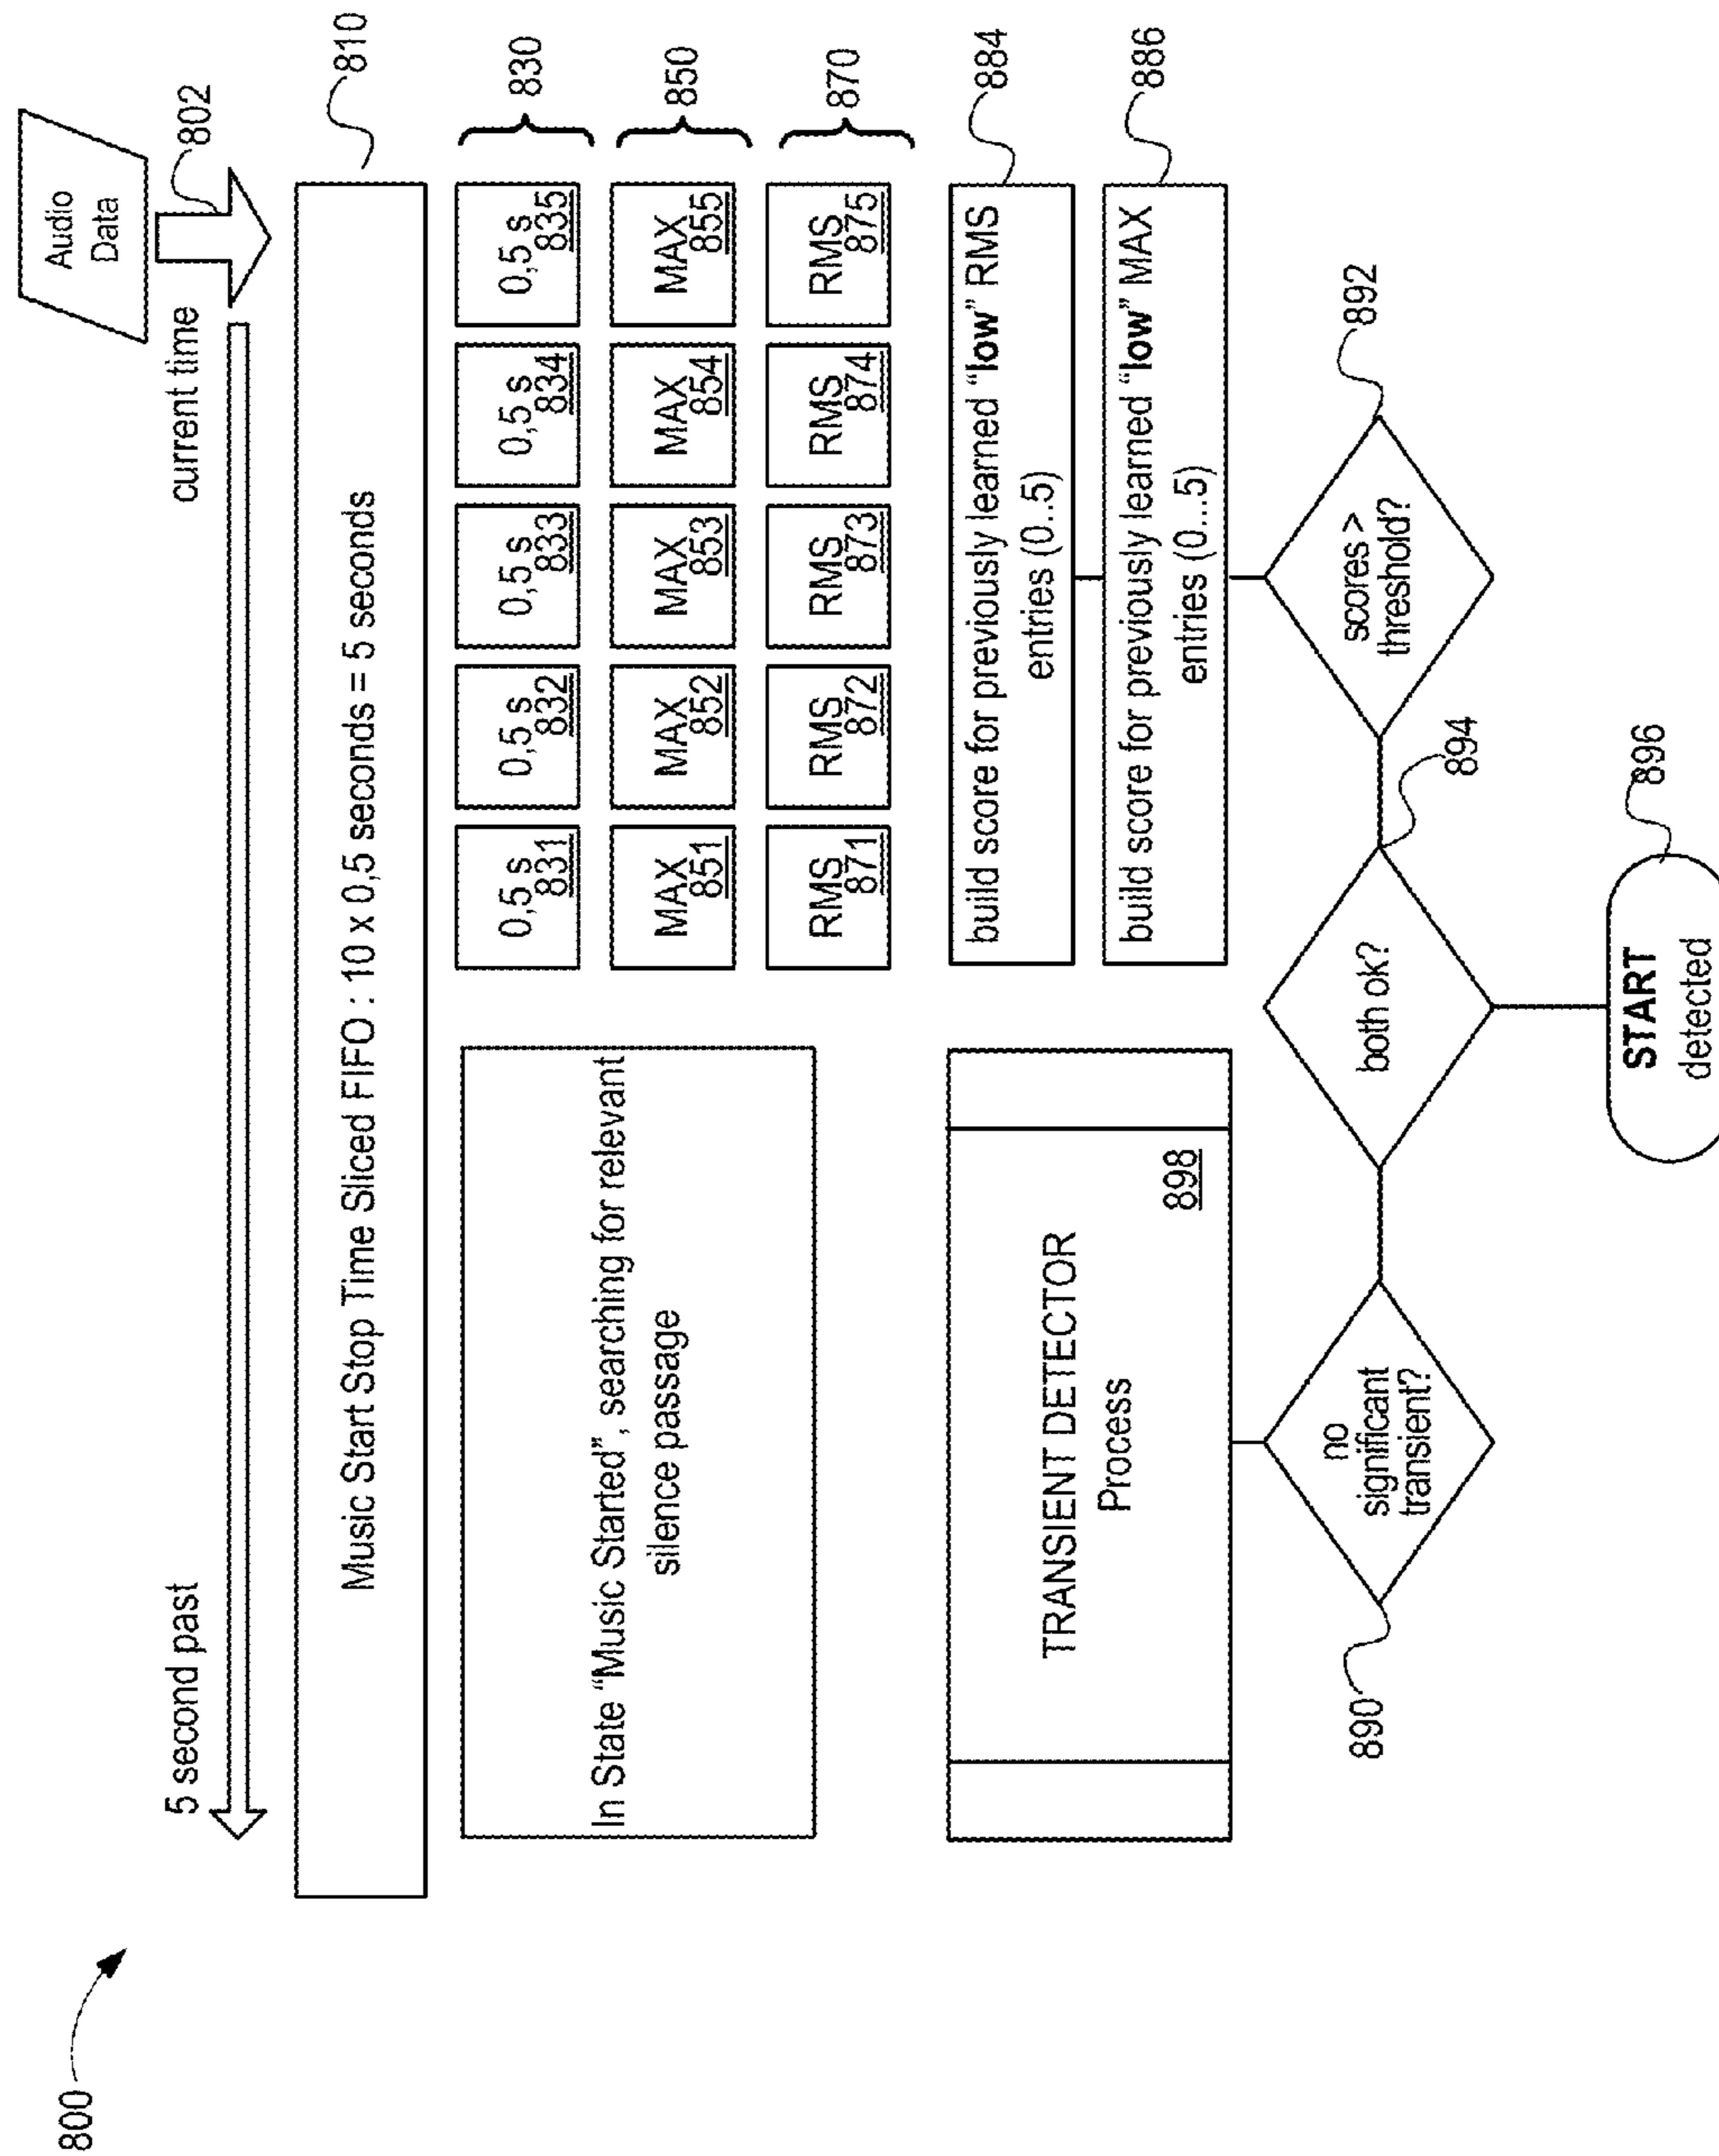 800
Audio
Data
802
5 second past
current time
Music Start Stop Time Sliced FIFO : 10 x 0,5 seconds = 5 seconds
810
In State “Music Started”, searching for relevant
silence passage
0,5 s
831
0,5 s
832
0,5 s
833
0,5 s
834
0,5 s
835
830
MAX
851
MAX
852
MAX
853
MAX
854
MAX
855
850
RMS
871
RMS
872
RMS
873
RMS
874
RMS
875
870
TRANSIENT DETECTOR
Process
898
build score for previously learned “low” RMS
entries (0..5)
884
build score for previously learned “low” MAX
entries (0....5)
886
890
no
significant
transient?
both ok?
894
scores >
threshold?
892
START
detected
896